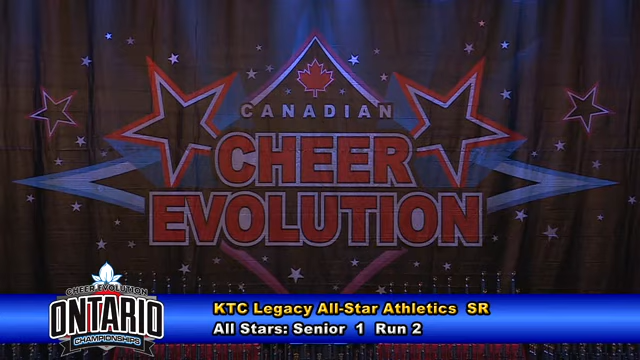 CANADIAN
CHEER
EVOLUTION
CHEER EVOLUTION
ONTARIO
CHAMPIONSHIPS
KTC Legacy All-Star Athletics SR
All Stars: Senior 1 Run 2